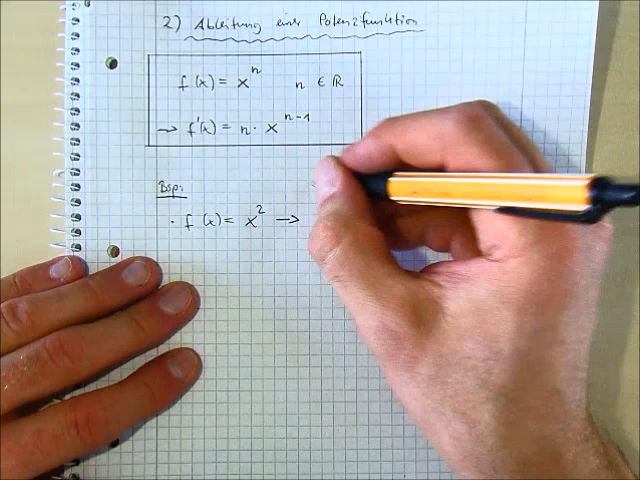 2) Ableitung einer Potenzfunktion
f(x) = x^n n ∈ ℝ
→ f'(x) = n · x^{n-1}
Bsp:
· f(x) = x^2 →